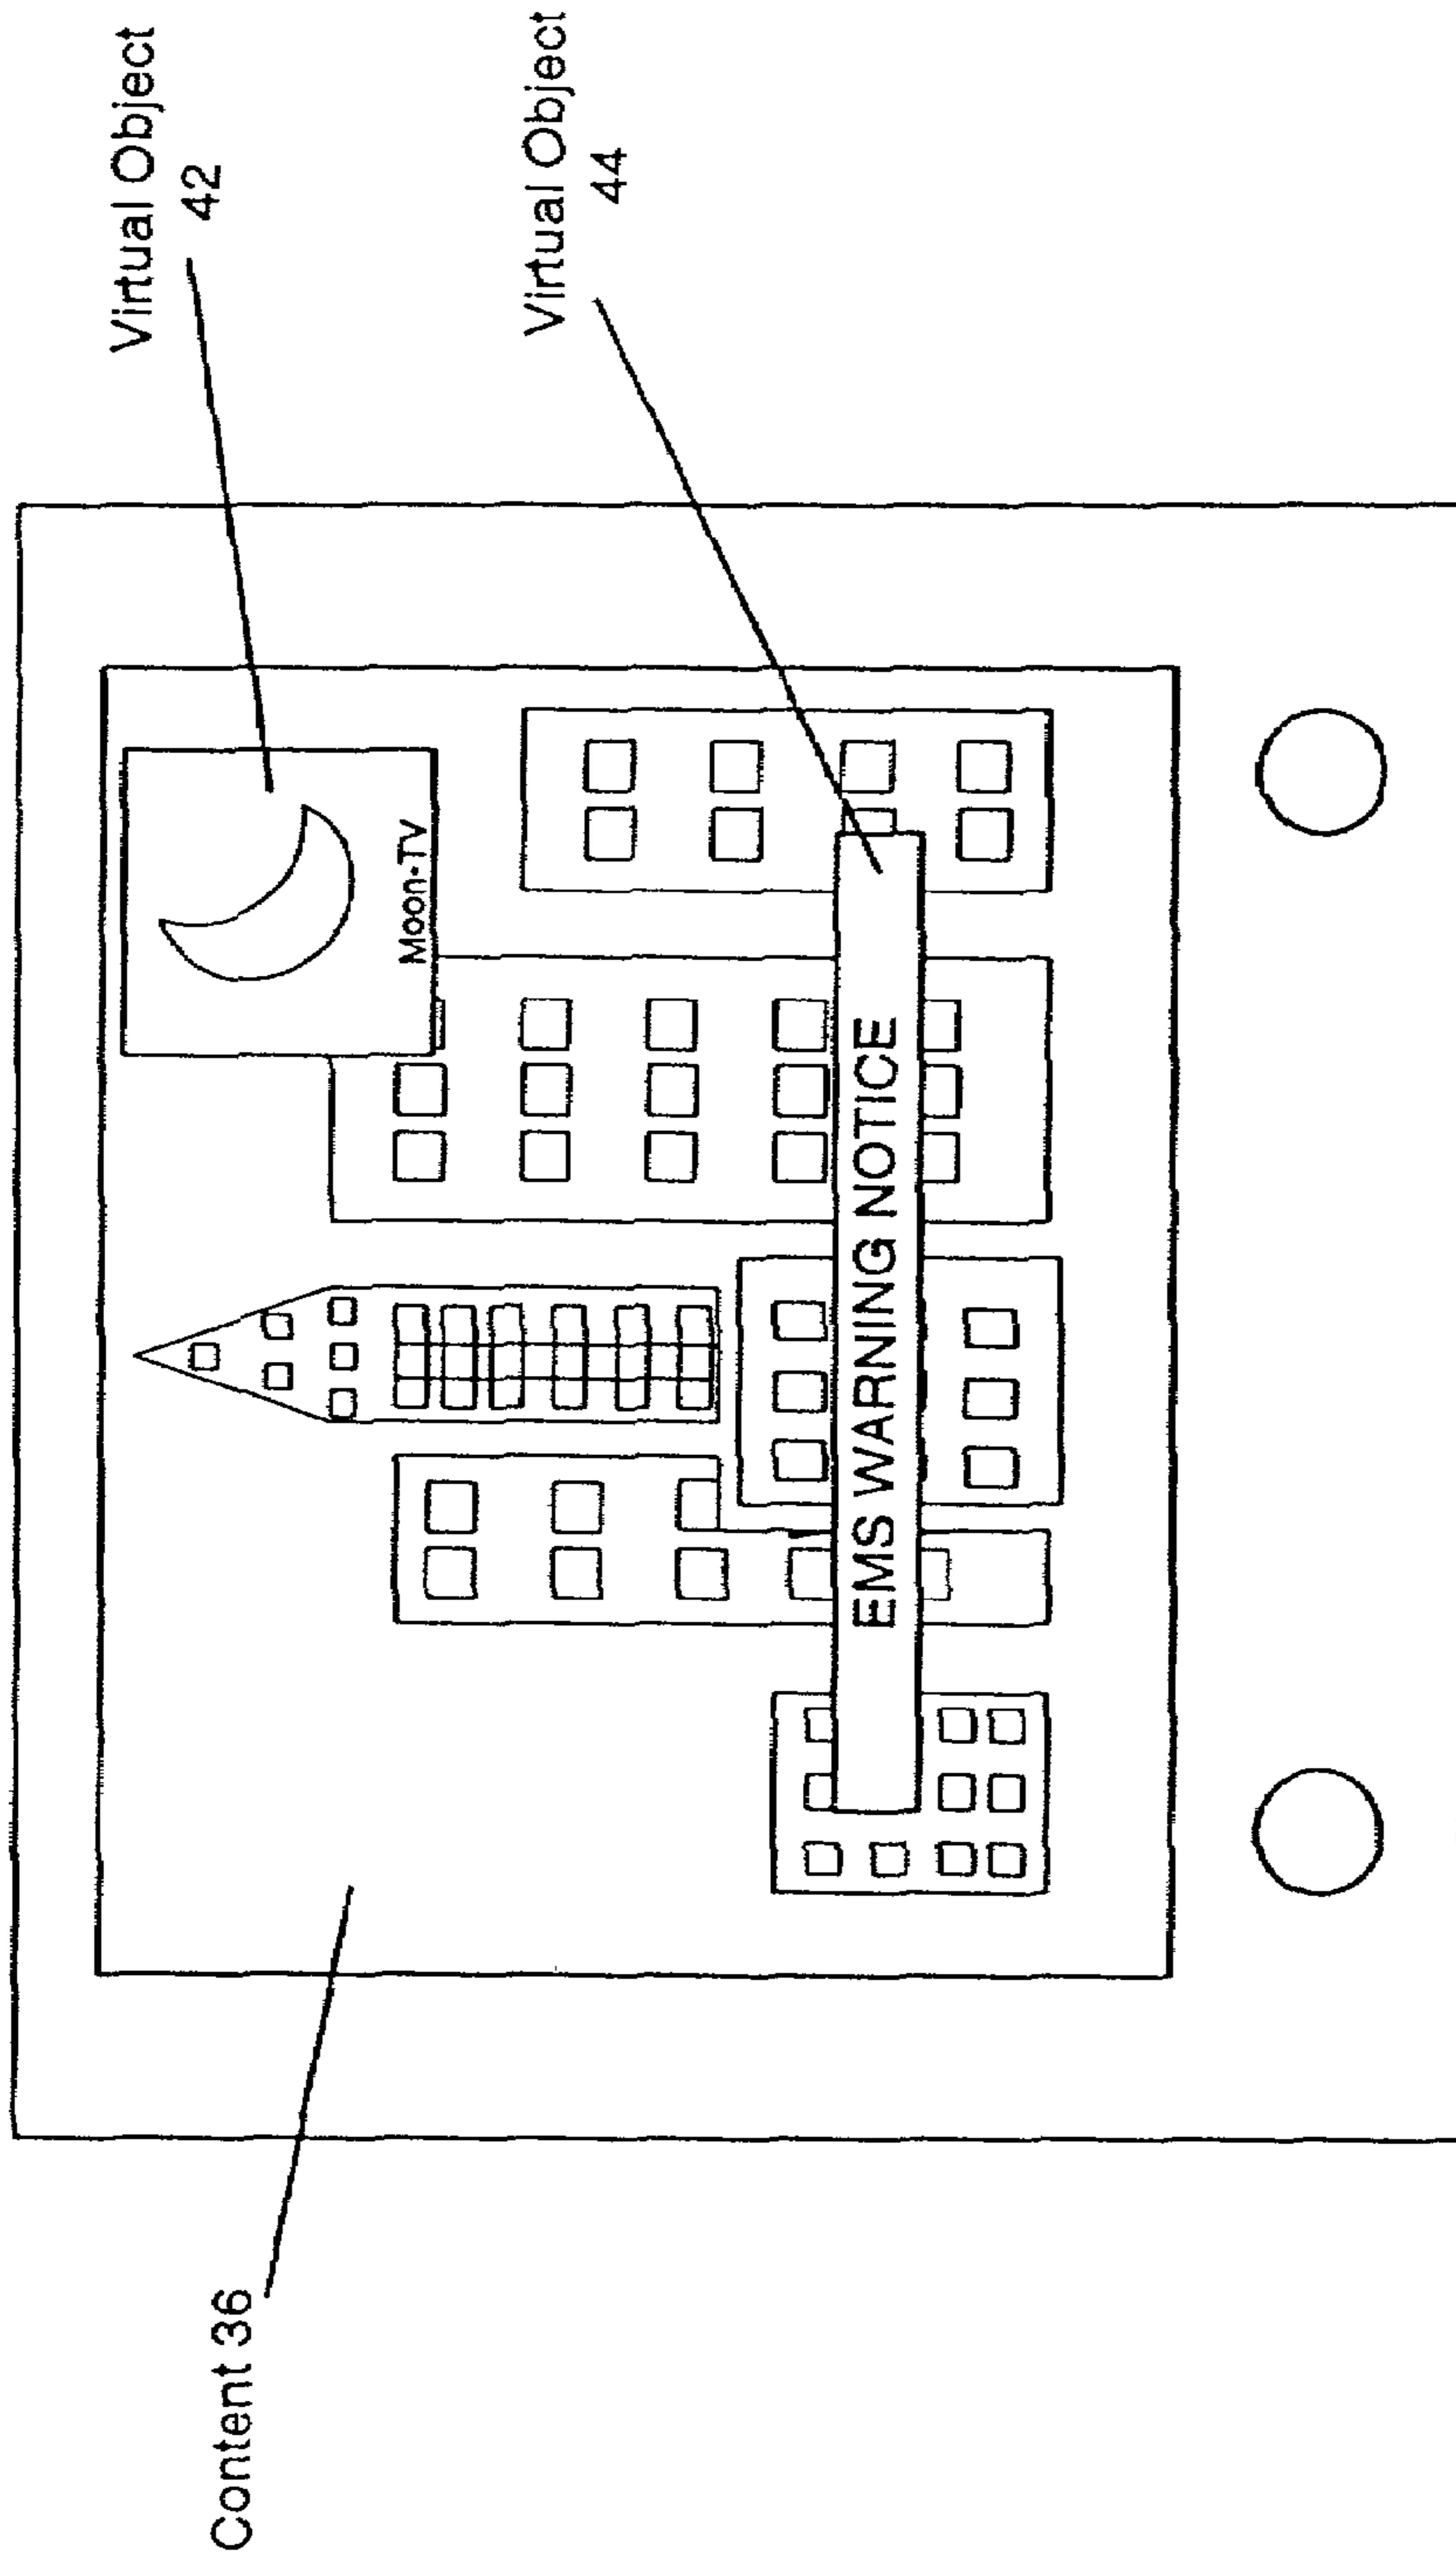 Virtual Object
42
Virtual Object
44
Moon-TV
EMS WARNING NOTICE
Content 36